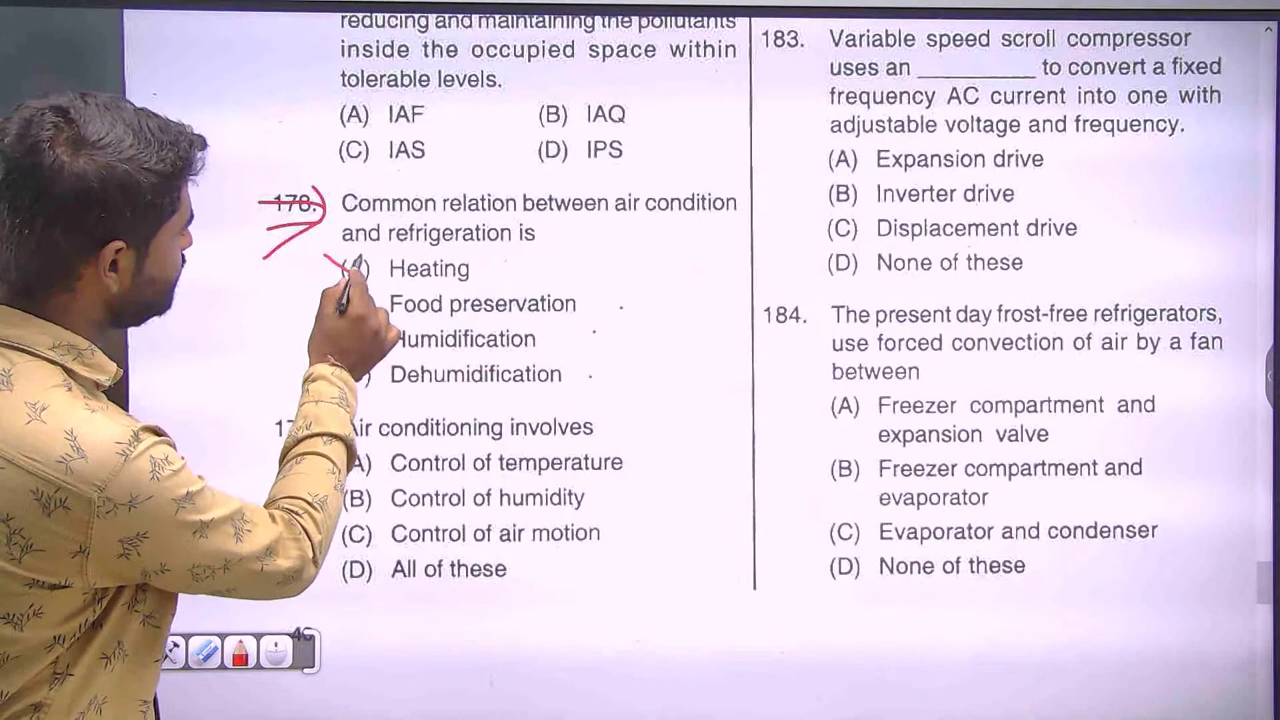 reducing and maintaining the pollutants
inside the occupied space within
tolerable levels.
(A) IAF (B) IAQ
(C) IAS (D) IPS
178. Common relation between air condition
and refrigeration is
Heating
Food preservation
Humidification
Dehumidification
Air conditioning involves
(A) Control of temperature
(B) Control of humidity
(C) Control of air motion
(D) All of these
183. Variable speed scroll compressor
uses an __________ to convert a fixed
frequency AC current into one with
adjustable voltage and frequency.
(A) Expansion drive
(B) Inverter drive
(C) Displacement drive
(D) None of these
184. The present day frost-free refrigerators,
use forced convection of air by a fan
between
(A) Freezer compartment and
expansion valve
(B) Freezer compartment and
evaporator
(C) Evaporator and condenser
(D) None of these